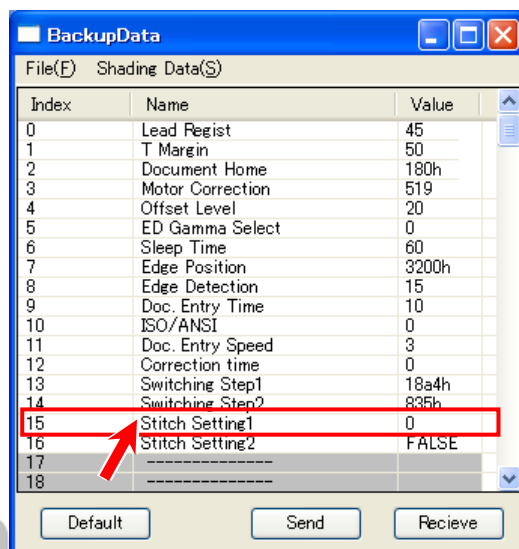 BackupData
File(F) Shading Data(S)
Index Name Value
0 Lead Regist 45
1 T Margin 50
2 Document Home 180h
3 Motor Correction 519
4 Offset Level 20
5 ED Gamma Select 0
6 Sleep Time 60
7 Edge Position 3200h
8 Edge Detection 15
9 Doc. Entry Time 10
10 ISO/ANSI 0
11 Doc. Entry Speed 3
12 Correction time 0
13 Switching Step1 18a4h
14 Switching Step2 835h
15 Stitch Setting1 0
16 Stitch Setting2 FALSE
17 --------------
18 --------------
Default Send Recieve